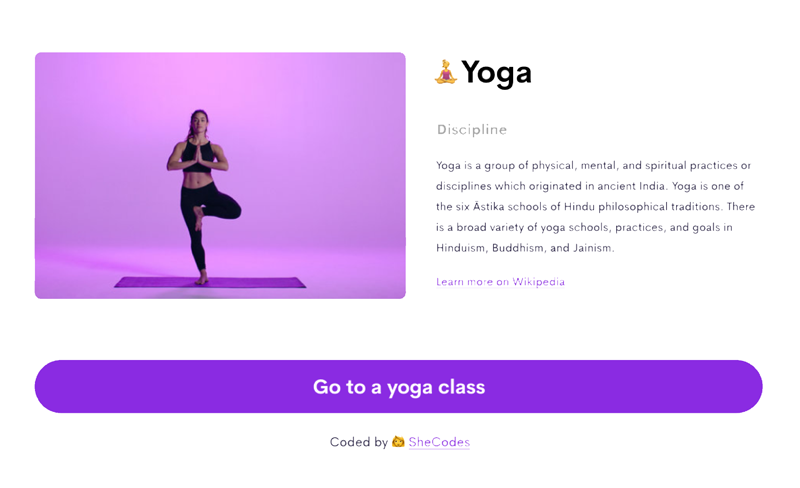 🧘‍♀️Yoga
Discipline
Yoga is a group of physical, mental, and spiritual practices or
disciplines which originated in ancient India. Yoga is one of
the six Āstika schools of Hindu philosophical traditions. There
is a broad variety of yoga schools, practices, and goals in
Hinduism, Buddhism, and Jainism.
Learn more on Wikipedia
Go to a yoga class
Coded by 👩 SheCodes